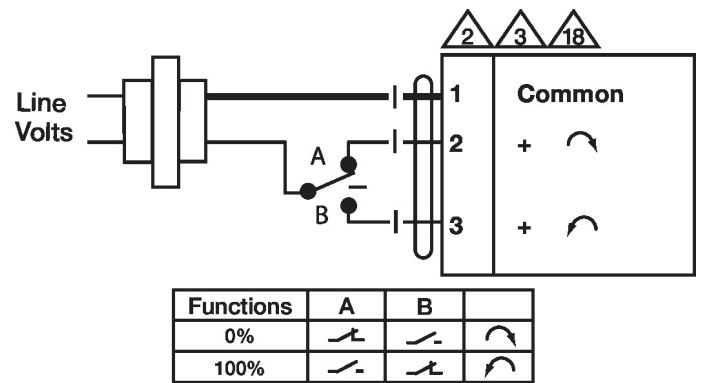 2 3 18
Line
Volts
1 Common
A
2 +
B
3 +
Functions A B
0%
100%